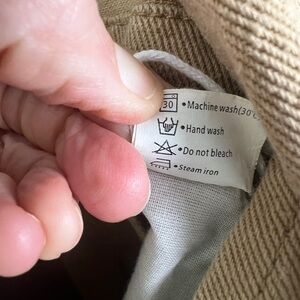 30 •Machine wash(30°C
•Hand wash
•Do not bleach
•Steam iron